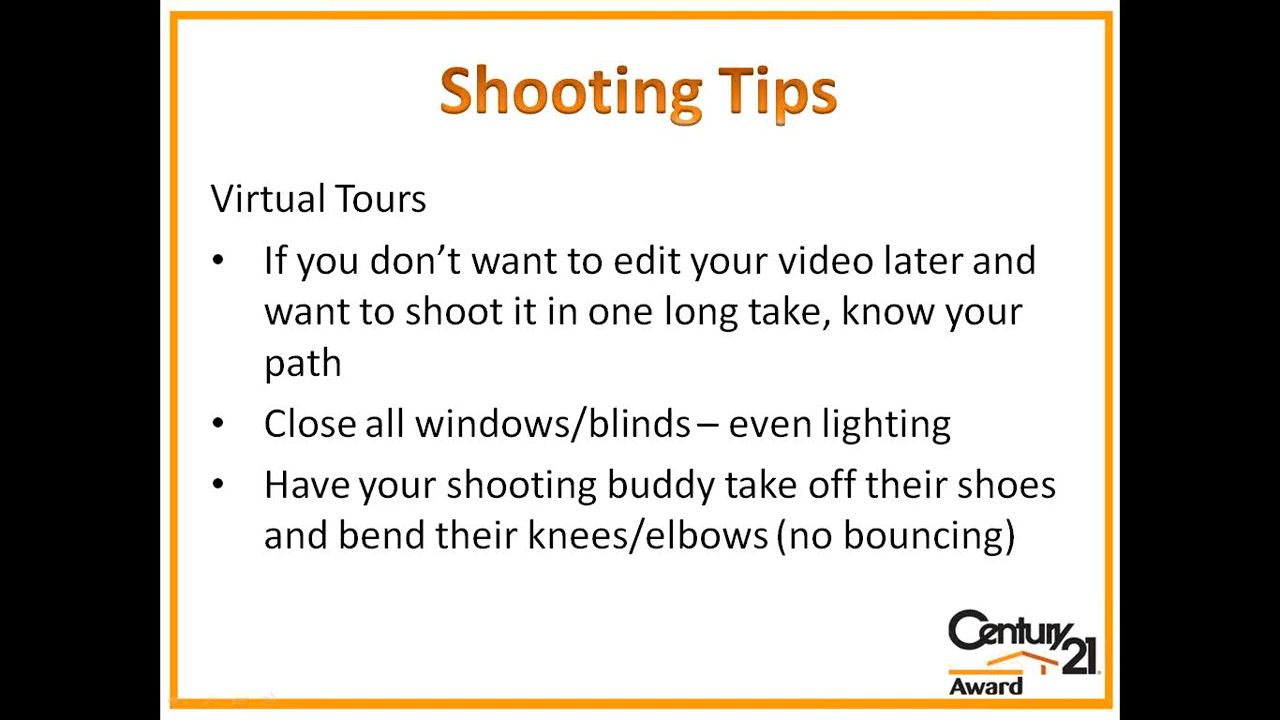 Shooting Tips
Virtual Tours
• If you don’t want to edit your video later and
want to shoot it in one long take, know your
path
• Close all windows/blinds – even lighting
• Have your shooting buddy take off their shoes
and bend their knees/elbows (no bouncing)
Century 21
Award